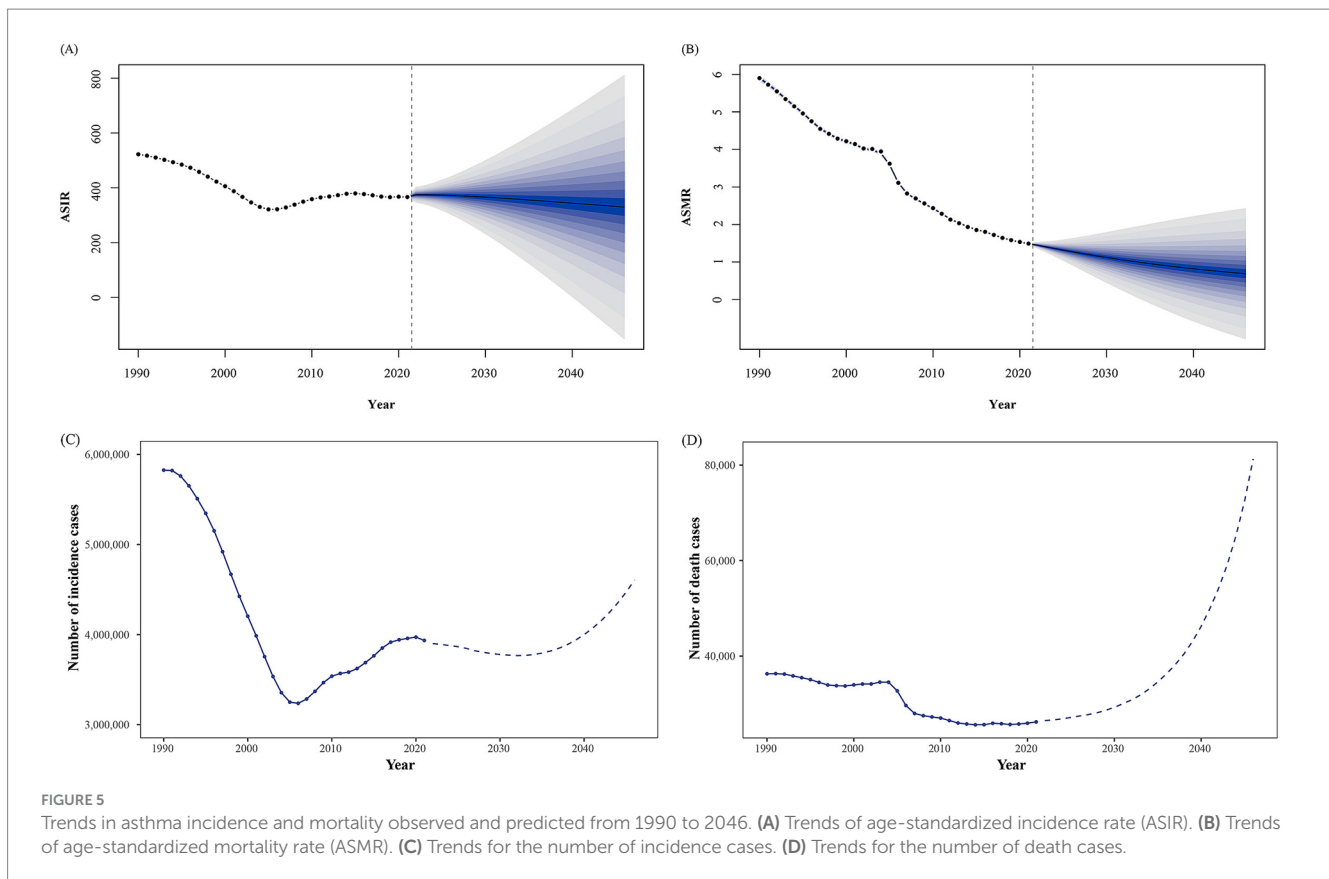 (A)
800
600
400
200
0
ASIR
1990 2000 2010 2020 2030 2040
Year
(B)
6
5
4
3
2
1
0
ASMR
1990 2000 2010 2020 2030 2040
Year
(C)
6,000,000
5,000,000
4,000,000
3,000,000
Number of incidence cases
1990 2000 2010 2020 2030 2040
Year
(D)
80,000
60,000
40,000
Number of death cases
1990 2000 2010 2020 2030 2040
Year
FIGURE 5
Trends in asthma incidence and mortality observed and predicted from 1990 to 2046. (A) Trends of age-standardized incidence rate (ASIR). (B) Trends
of age-standardized mortality rate (ASMR). (C) Trends for the number of incidence cases. (D) Trends for the number of death cases.